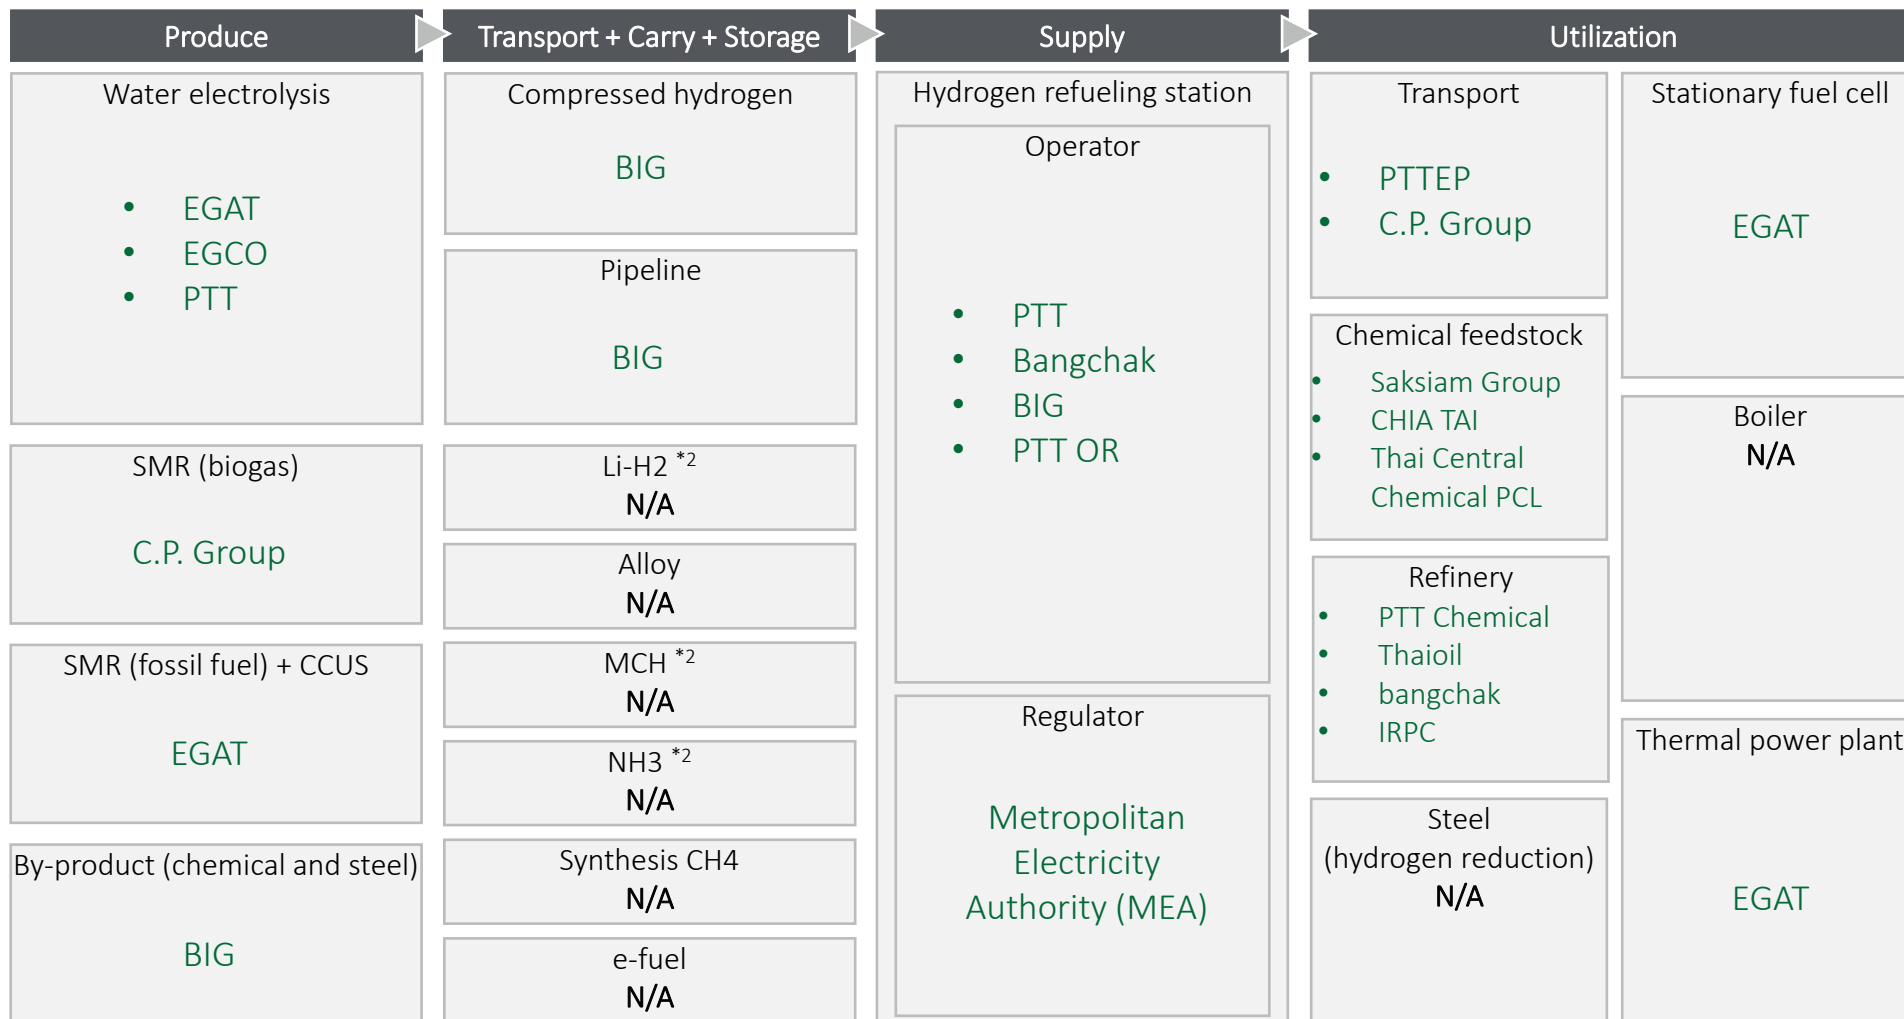 Produce
Water electrolysis
• EGAT
• EGCO
• PTT
SMR (biogas)
C.P. Group
SMR (fossil fuel) + CCUS
EGAT
By-product (chemical and steel)
BIG
Transport + Carry + Storage
Compressed hydrogen
BIG
Pipeline
BIG
Li-H2 *2
N/A
Alloy
N/A
MCH *2
N/A
NH3 *2
N/A
Synthesis CH4
N/A
e-fuel
N/A
Supply
Hydrogen refueling station
Operator
• PTT
• Bangchak
• BIG
• PTT OR
Regulator
Metropolitan
Electricity
Authority (MEA)
Utilization
Transport
• PTTEP
• C.P. Group
Chemical feedstock
• Saksiam Group
• CHIA TAI
• Thai Central
Chemical PCL
Refinery
• PTT Chemical
• Thaioil
• bangchak
• IRPC
Steel
(hydrogen reduction)
N/A
Stationary fuel cell
EGAT
Boiler
N/A
Thermal power plant
EGAT